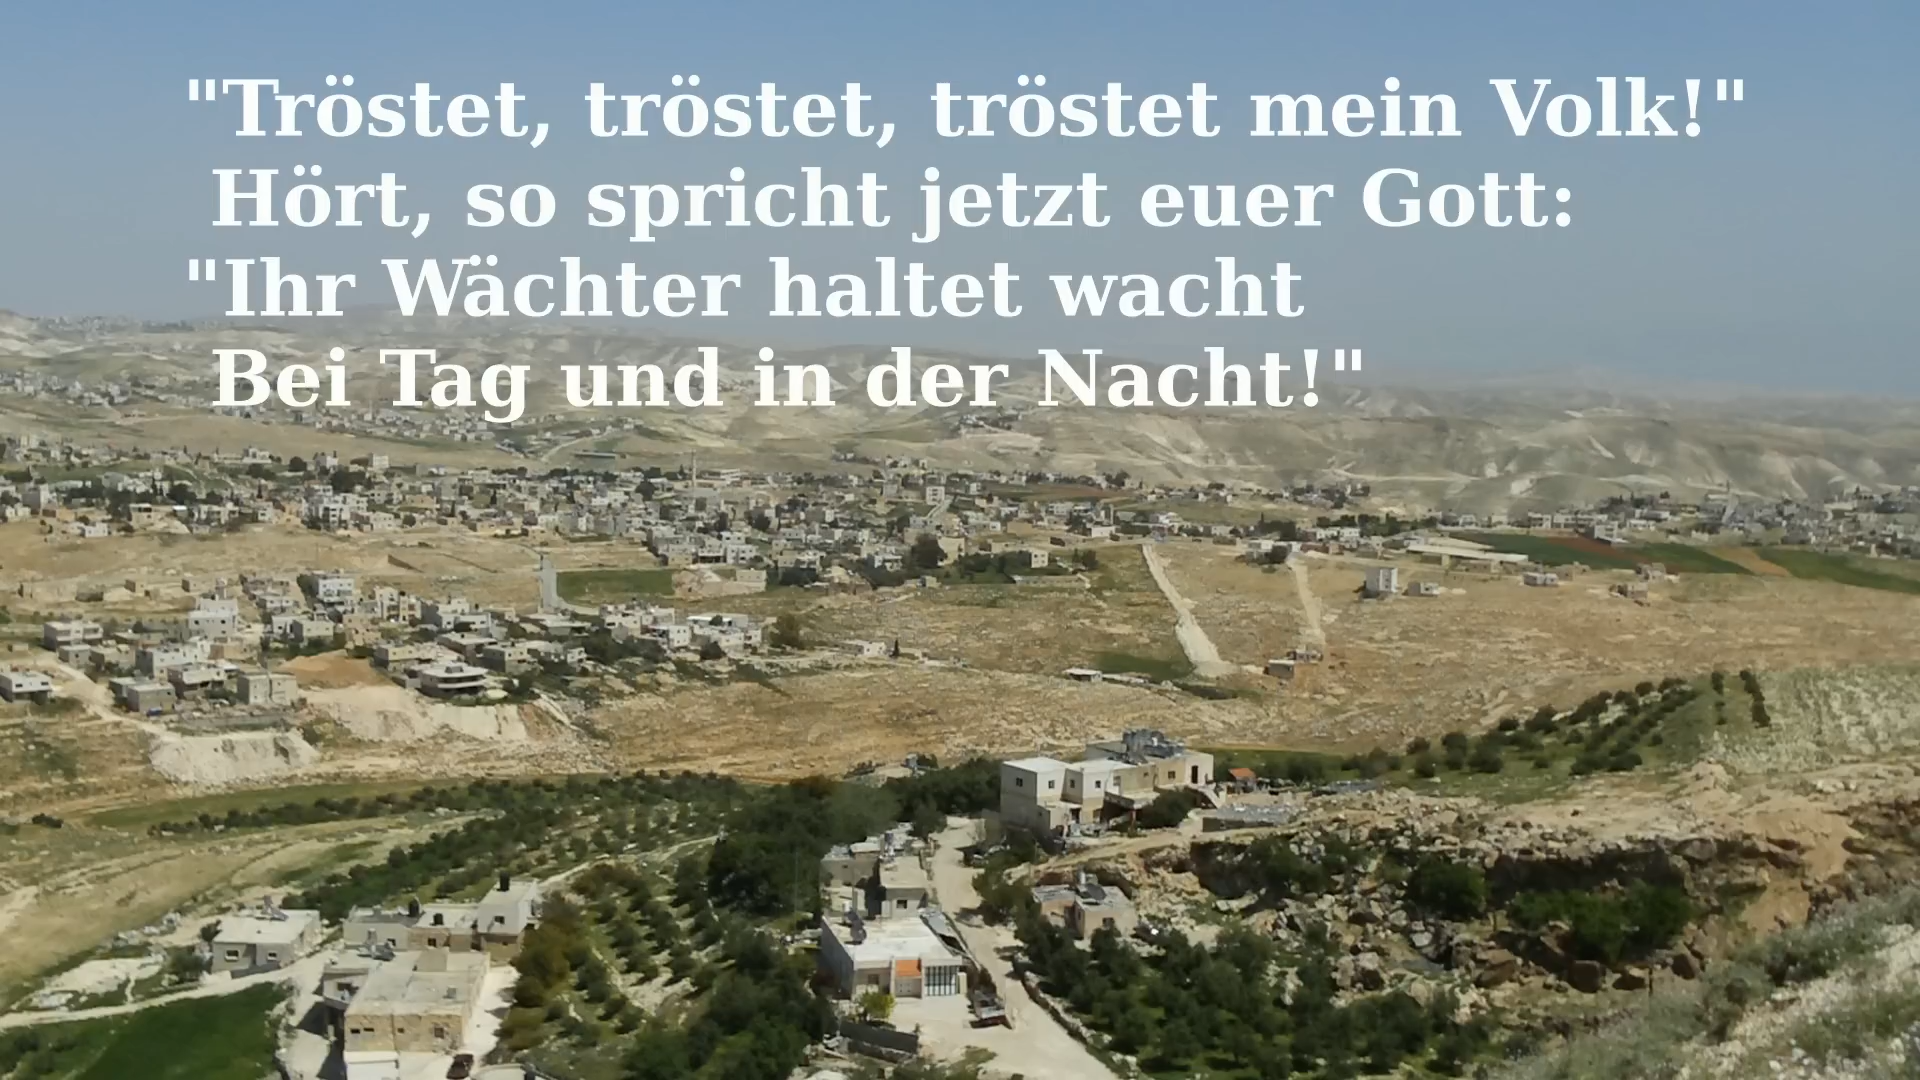 "Tröstet, tröstet, tröstet mein Volk!"
Hört, so spricht jetzt euer Gott:
"Ihr Wächter haltet wacht
Bei Tag und in der Nacht!"